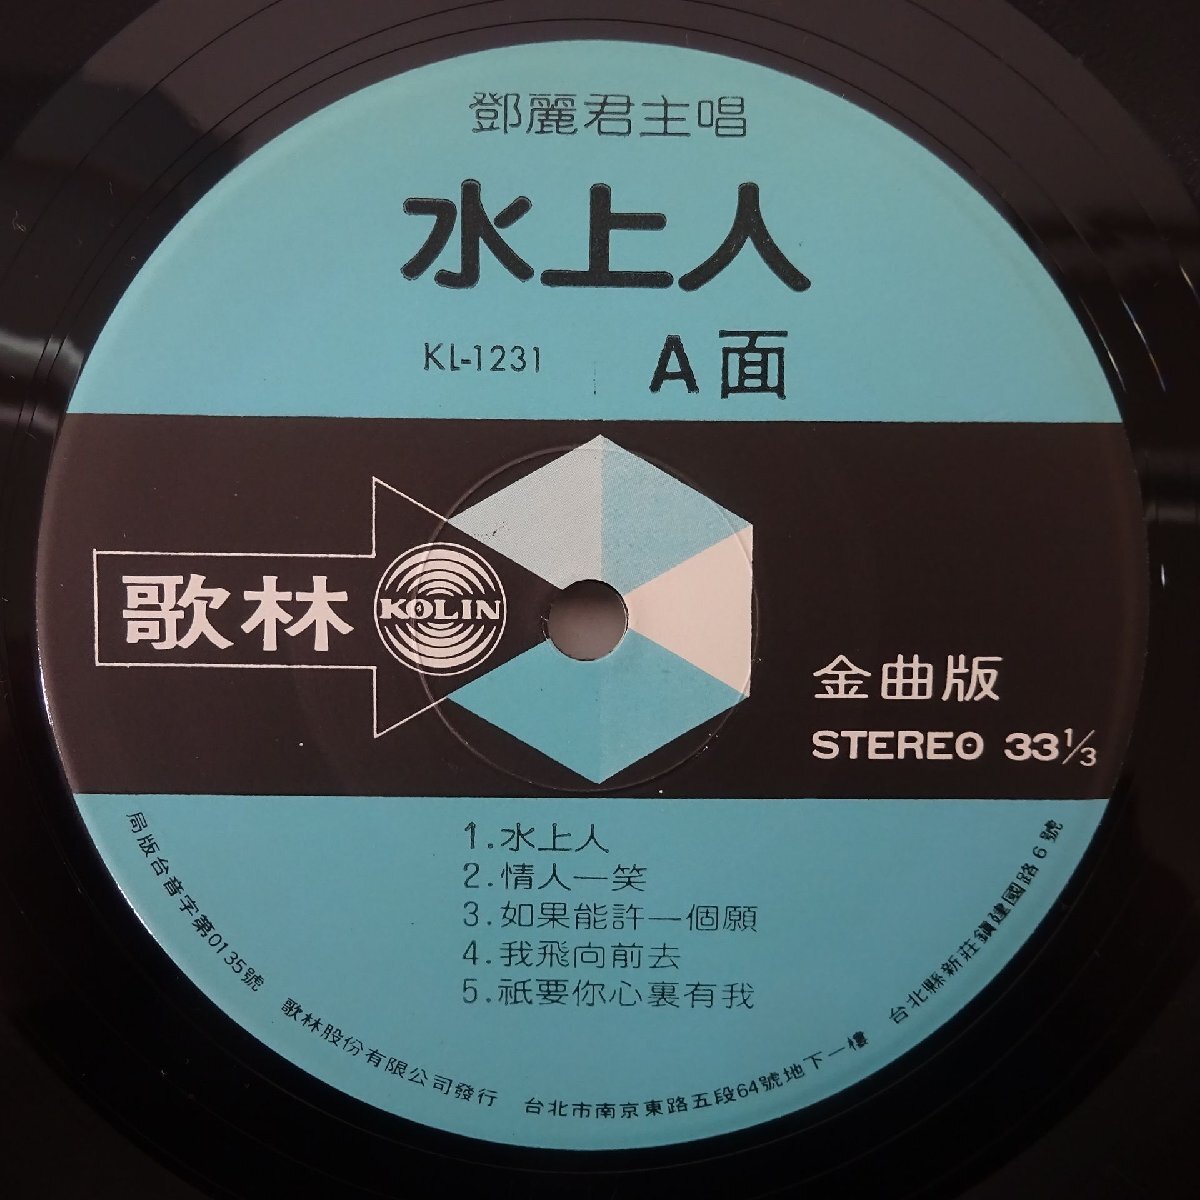 鄧麗君主唱
水上人
KL-1231 A面
歌林 KOLIN
金曲版
STEREO 33 1/3
1.水上人
2.情人一笑
3.如果能許一個願
4.我飛向前去
5.祇要你心裏有我
局版台音字第0135號 歌林股份有限公司發行 台北市南京東路五段64號地下一樓 台北縣新莊鎮建國路6號